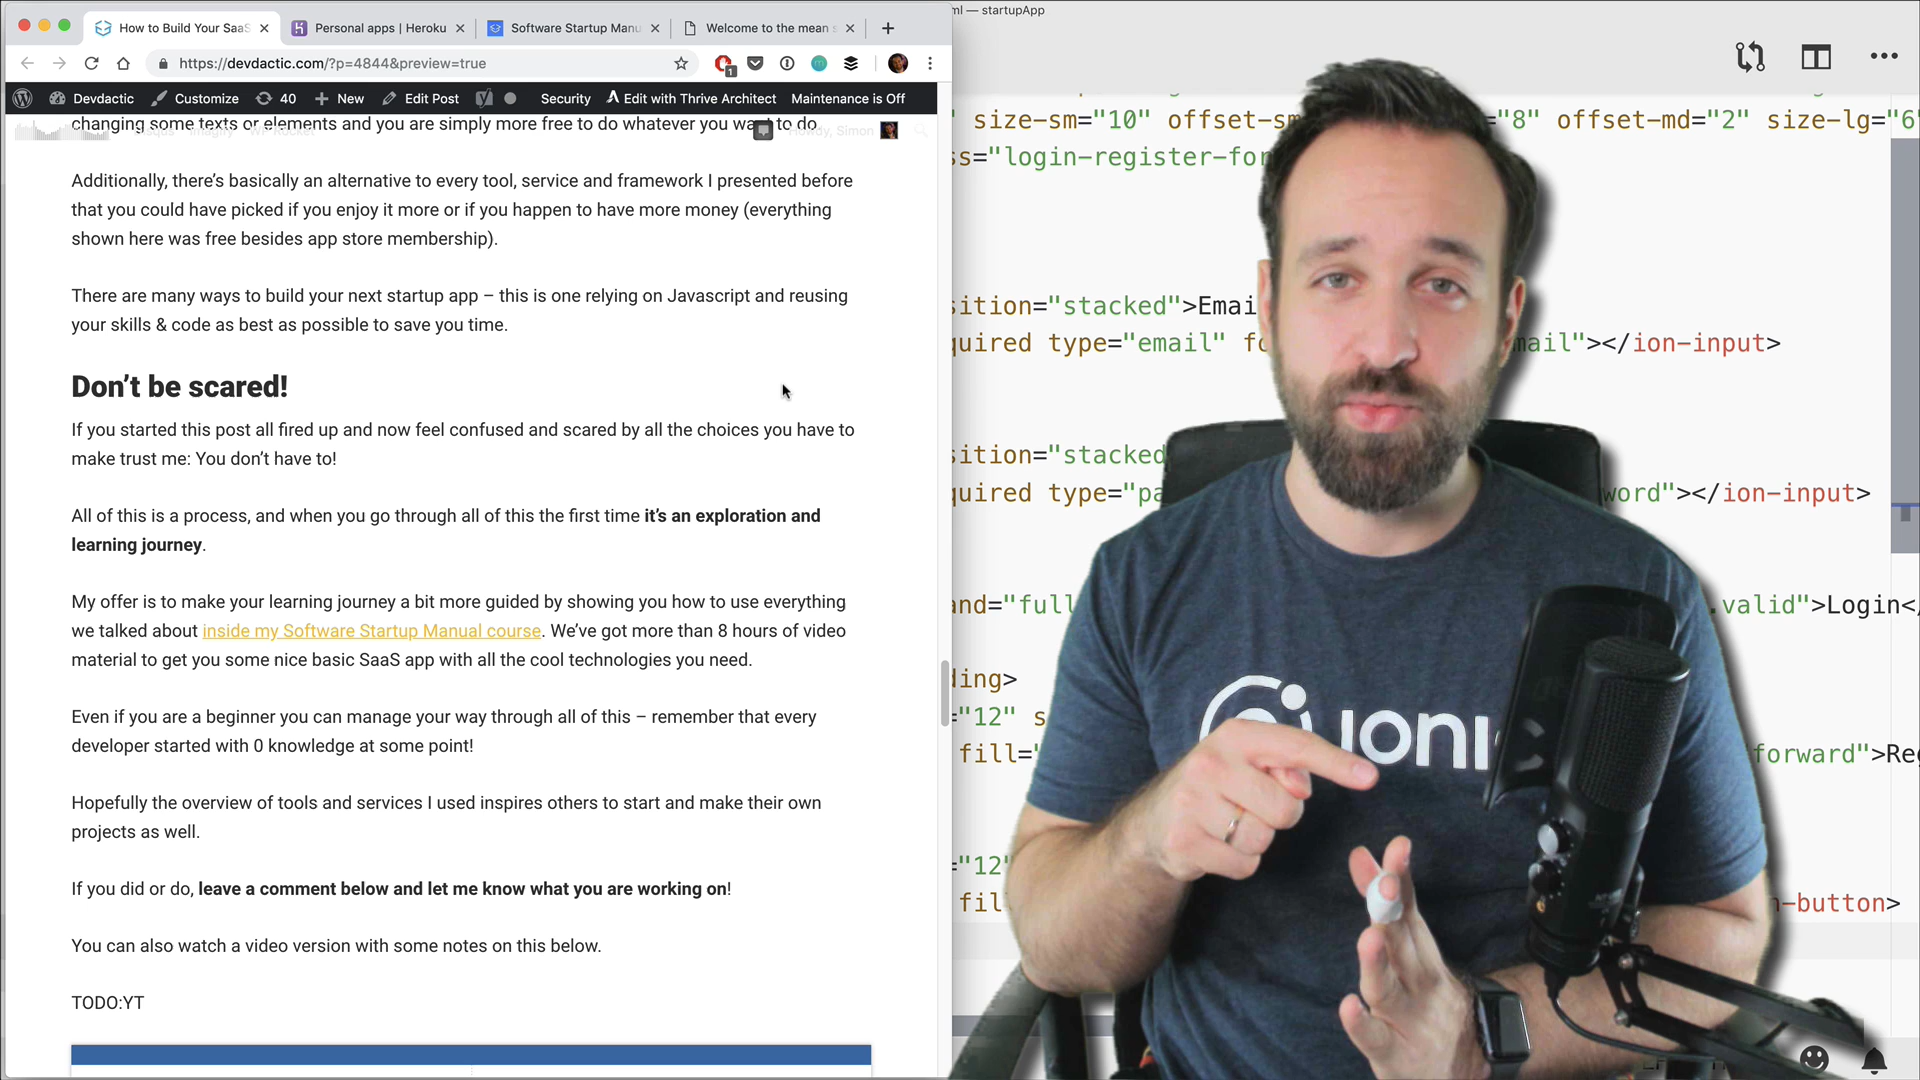 How to Build Your SaaS
Personal apps | Heroku
Software Startup Manu
Welcome to the mean s
https://devdactic.com/?p=4844&preview=true
1
Devdactic
Customize
40
New
Edit Post
Security
Edit with Thrive Architect
Maintenance is Off
changing some texts or elements and you are simply more free to do whatever you want to do.
Howdy, Simon
Additionally, there’s basically an alternative to every tool, service and framework I presented before
that you could have picked if you enjoy it more or if you happen to have more money (everything
shown here was free besides app store membership).
There are many ways to build your next startup app – this is one relying on Javascript and reusing
your skills & code as best as possible to save you time.
Don’t be scared!
If you started this post all fired up and now feel confused and scared by all the choices you have to
make trust me: You don’t have to!
All of this is a process, and when you go through all of this the first time it’s an exploration and
learning journey.
My offer is to make your learning journey a bit more guided by showing you how to use everything
we talked about inside my Software Startup Manual course. We’ve got more than 8 hours of video
material to get you some nice basic SaaS app with all the cool technologies you need.
Even if you are a beginner you can manage your way through all of this – remember that every
developer started with 0 knowledge at some point!
Hopefully the overview of tools and services I used inspires others to start and make their own
projects as well.
If you did or do, leave a comment below and let me know what you are working on!
You can also watch a video version with some notes on this below.
TODO:YT
ml — startupApp
" size-sm="10" offset-sm ="8" offset-md="2" size-lg="6
ss="login-register-for
sition="stacked">Emai
quired type="email" fo mail"></ion-input>
sition="stacked
quired type="pa word"></ion-input>
and="full .valid">Login</
ding>
="12" s
fill=" forward">Reg
="12"
fil n-button>
ioni